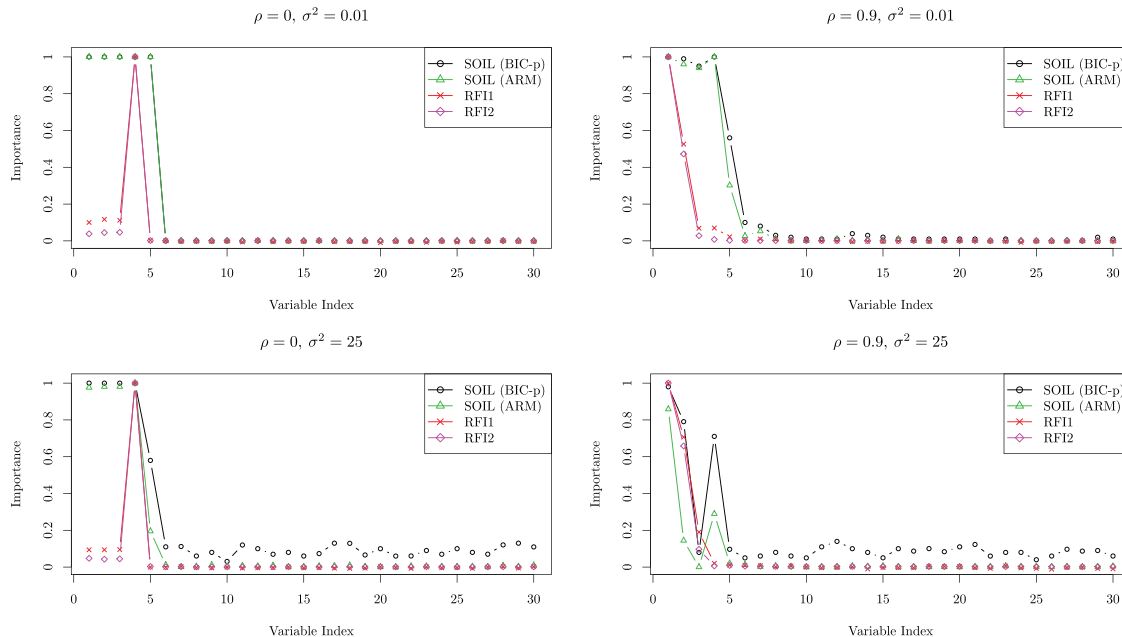 ρ = 0, σ² = 0.01
Importance
1
0.8
0.6
0.4
0.2
0
SOIL (BIC-p)
SOIL (ARM)
RFI1
RFI2
0 5 10 15 20 25 30
Variable Index
ρ = 0.9, σ² = 0.01
Importance
1
0.8
0.6
0.4
0.2
0
SOIL (BIC-p)
SOIL (ARM)
RFI1
RFI2
0 5 10 15 20 25 30
Variable Index
ρ = 0, σ² = 25
Importance
1
0.8
0.6
0.4
0.2
0
SOIL (BIC-p)
SOIL (ARM)
RFI1
RFI2
0 5 10 15 20 25 30
Variable Index
ρ = 0.9, σ² = 25
Importance
1
0.8
0.6
0.4
0.2
0
SOIL (BIC-p)
SOIL (ARM)
RFI1
RFI2
0 5 10 15 20 25 30
Variable Index